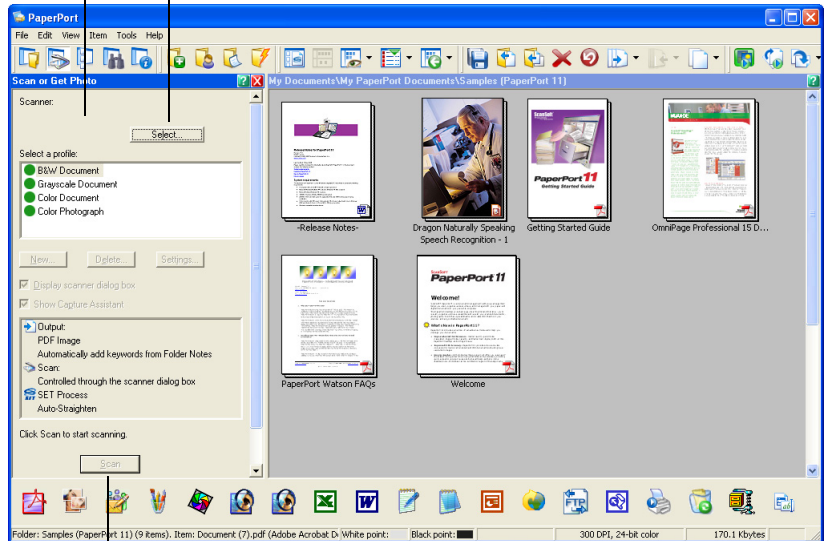 PaperPort
File Edit View Item Tools Help
Scan or Get Photo
My Documents\My PaperPort Documents\Samples (PaperPort 11)
Scanner:
Select...
Select a profile:
B&W Document
Grayscale Document
Color Document
Color Photograph
New... Delete... Settings...
Display scanner dialog box
Show Capture Assistant
Output:
PDF Image
Automatically add keywords from Folder Notes
Scan:
Controlled through the scanner dialog box
SET Process
Auto-Straighten
Click Scan to start scanning.
Scan
-Release Notes-
Dragon Naturally Speaking
Speech Recognition - 1
ScanSoft
PaperPort 11
Getting Started Guide
Getting Started Guide
OmniPage Professional 15 D...
PaperPort Watson FAQs
PaperPort 11
Welcome!
Welcome
FTP
Folder: Samples (PaperPort 11) (9 items). Item: Document (7).pdf (Adobe Acrobat D White point: Black point: 300 DPI, 24-bit color 170.1 Kbytes